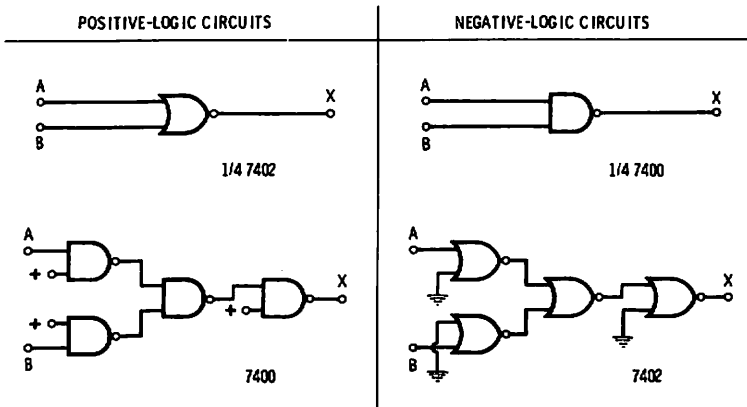 POSITIVE-LOGIC CIRCUITS
NEGATIVE-LOGIC CIRCUITS
A
X
B
1/4 7402
A
X
B
1/4 7400
A
+
X
+
+
B
7400
A
X
B
7402